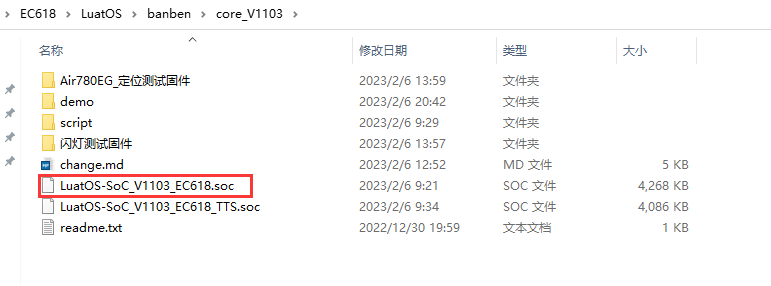 EC618 > LuatOS > banben > core_V1103
名称 修改日期 类型 大小
Air780EG_定位测试固件 2023/2/6 13:59 文件夹
demo 2023/2/6 20:42 文件夹
script 2023/2/6 9:29 文件夹
闪灯测试固件 2023/2/6 13:57 文件夹
change.md 2023/2/6 12:52 MD 文件 5 KB
LuatOS-SoC_V1103_EC618.soc 2023/2/6 9:21 SOC 文件 4,268 KB
LuatOS-SoC_V1103_EC618_TTS.soc 2023/2/6 9:34 SOC 文件 4,086 KB
readme.txt 2022/12/30 19:59 文本文档 1 KB